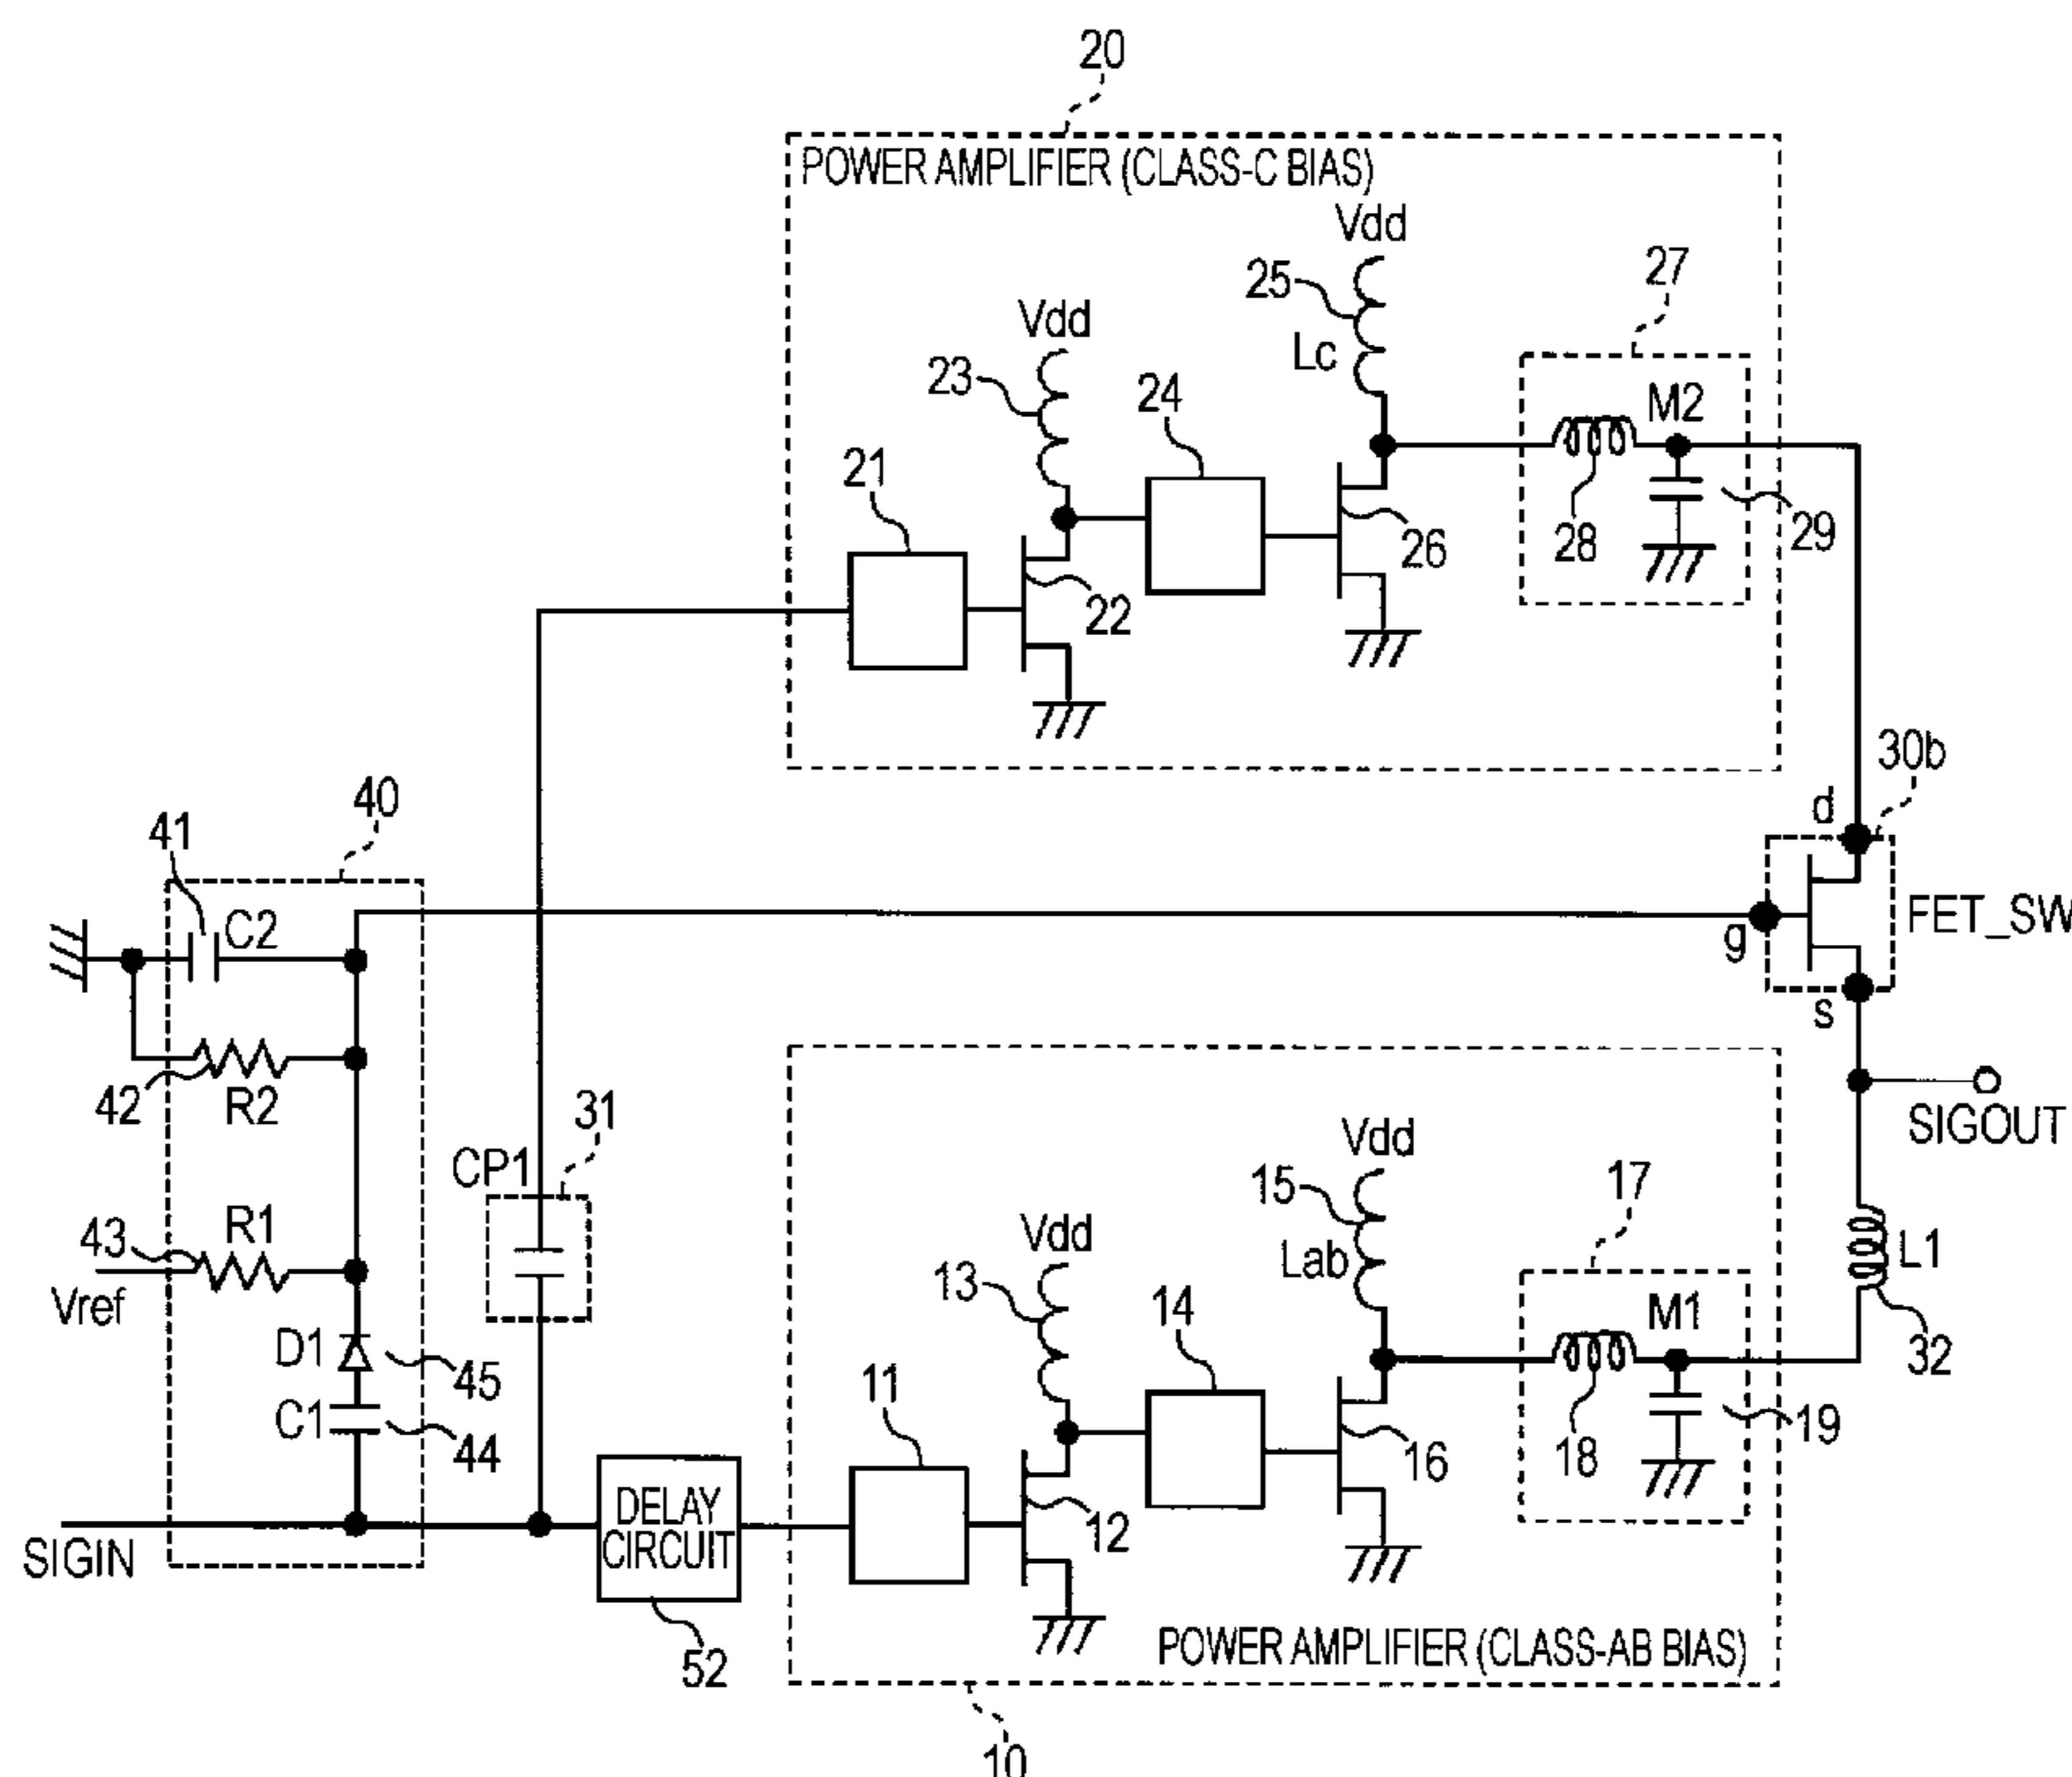 20
POWER AMPLIFIER (CLASS-C BIAS)
Vdd
25
27
Vdd
Lc
23
24
M2
21
28
29
26
22
30b
d
40
41
C2
FET_SW
g
s
42
R2
31
SIGOUT
CP1
Vdd
17
15
43
R1
Vdd
L1
Lab
13
14
M1
Vref
32
D1
45
11
C1
44
18
19
16
DELAY
CIRCUIT
12
SIGIN
52
POWER AMPLIFIER (CLASS-AB BIAS)
10